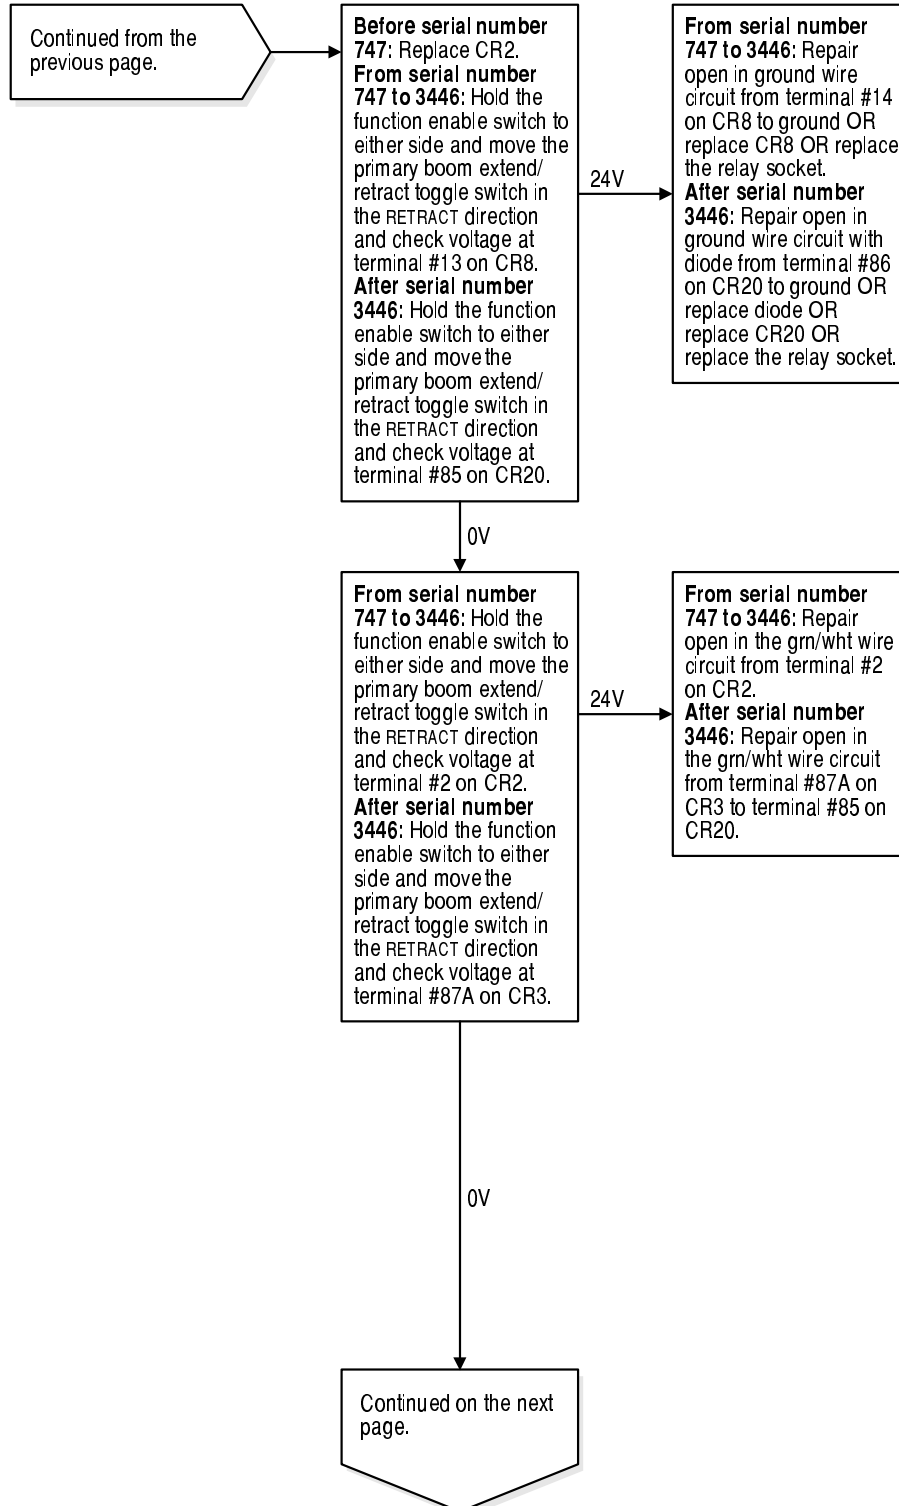 Continued from the
previous page.
Before serial number
747: Replace CR2.
From serial number
747 to 3446: Hold the
function enable switch to
either side and move the
primary boom extend/
retract toggle switch in
the RETRACT direction
and check voltage at
terminal #13 on CR8.
After serial number
3446: Hold the function
enable switch to either
side and move the
primary boom extend/
retract toggle switch in
the RETRACT direction
and check voltage at
terminal #85 on CR20.
24V
From serial number
747 to 3446: Repair
open in ground wire
circuit from terminal #14
on CR8 to ground OR
replace CR8 OR replace
the relay socket.
After serial number
3446: Repair open in
ground wire circuit with
diode from terminal #86
on CR20 to ground OR
replace diode OR
replace CR20 OR
replace the relay socket.
0V
From serial number
747 to 3446: Hold the
function enable switch to
either side and move the
primary boom extend/
retract toggle switch in
the RETRACT direction
and check voltage at
terminal #2 on CR2.
After serial number
3446: Hold the function
enable switch to either
side and move the
primary boom extend/
retract toggle switch in
the RETRACT direction
and check voltage at
terminal #87A on CR3.
24V
From serial number
747 to 3446: Repair
open in the grn/wht wire
circuit from terminal #2
on CR2.
After serial number
3446: Repair open in
the grn/wht wire circuit
from terminal #87A on
CR3 to terminal #85 on
CR20.
0V
Continued on the next
page.